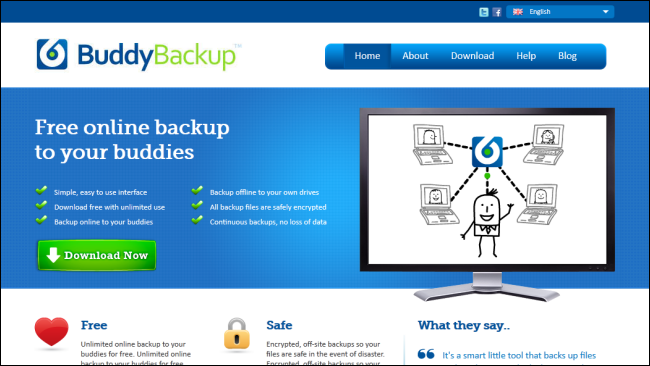 English
BuddyBackup™
Home About Download Help Blog
Free online backup
to your buddies
Simple, easy to use interface
Download free with unlimited use
Backup online to your buddies
Backup offline to your own drives
All backup files are safely encrypted
Continuous backups, no loss of data
Download Now
Free
Unlimited online backup to your
buddies for free. Unlimited online
backup to your buddies for free.
Safe
Encrypted, off-site backups so your
files are safe in the event of disaster.
Encrypted, off-site backups so your
What they say..
It's a smart little tool that backs up files